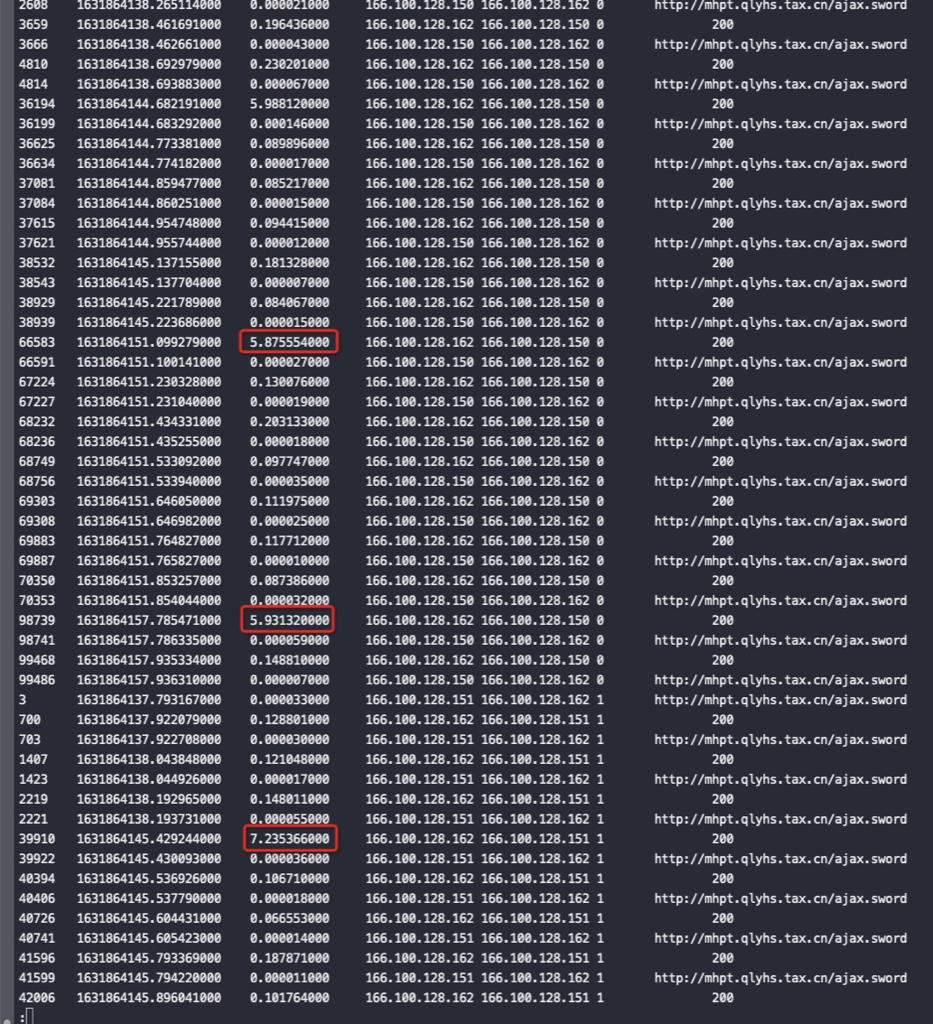 2608 1631864138.265114000 0.000021000 166.100.128.150 166.100.128.162 0 http://mhpt.qlyhs.tax.cn/ajax.sword
3659 1631864138.461691000 0.196436000 166.100.128.162 166.100.128.150 0 200
3666 1631864138.462661000 0.000043000 166.100.128.150 166.100.128.162 0 http://mhpt.qlyhs.tax.cn/ajax.sword
4810 1631864138.692979000 0.230201000 166.100.128.162 166.100.128.150 0 200
4814 1631864138.693883000 0.000067000 166.100.128.150 166.100.128.162 0 http://mhpt.qlyhs.tax.cn/ajax.sword
36194 1631864144.682191000 5.988120000 166.100.128.162 166.100.128.150 0 200
36199 1631864144.683292000 0.000146000 166.100.128.150 166.100.128.162 0 http://mhpt.qlyhs.tax.cn/ajax.sword
36625 1631864144.773381000 0.089896000 166.100.128.162 166.100.128.150 0 200
36634 1631864144.774182000 0.000017000 166.100.128.150 166.100.128.162 0 http://mhpt.qlyhs.tax.cn/ajax.sword
37081 1631864144.859477000 0.085217000 166.100.128.162 166.100.128.150 0 200
37084 1631864144.860251000 0.000015000 166.100.128.150 166.100.128.162 0 http://mhpt.qlyhs.tax.cn/ajax.sword
37615 1631864144.954748000 0.094415000 166.100.128.162 166.100.128.150 0 200
37621 1631864144.955744000 0.000012000 166.100.128.150 166.100.128.162 0 http://mhpt.qlyhs.tax.cn/ajax.sword
38532 1631864145.137155000 0.181328000 166.100.128.162 166.100.128.150 0 200
38543 1631864145.137704000 0.000007000 166.100.128.150 166.100.128.162 0 http://mhpt.qlyhs.tax.cn/ajax.sword
38929 1631864145.221789000 0.084067000 166.100.128.162 166.100.128.150 0 200
38939 1631864145.223686000 0.000015000 166.100.128.150 166.100.128.162 0 http://mhpt.qlyhs.tax.cn/ajax.sword
66583 1631864151.099279000 5.875554000 166.100.128.162 166.100.128.150 0 200
66591 1631864151.100141000 0.000027000 166.100.128.150 166.100.128.162 0 http://mhpt.qlyhs.tax.cn/ajax.sword
67224 1631864151.230328000 0.130076000 166.100.128.162 166.100.128.150 0 200
67227 1631864151.231040000 0.000019000 166.100.128.150 166.100.128.162 0 http://mhpt.qlyhs.tax.cn/ajax.sword
68232 1631864151.434331000 0.203133000 166.100.128.162 166.100.128.150 0 200
68236 1631864151.435255000 0.000018000 166.100.128.150 166.100.128.162 0 http://mhpt.qlyhs.tax.cn/ajax.sword
68749 1631864151.533092000 0.097747000 166.100.128.162 166.100.128.150 0 200
68756 1631864151.533940000 0.000035000 166.100.128.150 166.100.128.162 0 http://mhpt.qlyhs.tax.cn/ajax.sword
69303 1631864151.646050000 0.111975000 166.100.128.162 166.100.128.150 0 200
69308 1631864151.646982000 0.000025000 166.100.128.150 166.100.128.162 0 http://mhpt.qlyhs.tax.cn/ajax.sword
69883 1631864151.764827000 0.117712000 166.100.128.162 166.100.128.150 0 200
69887 1631864151.765827000 0.000010000 166.100.128.150 166.100.128.162 0 http://mhpt.qlyhs.tax.cn/ajax.sword
70350 1631864151.853257000 0.087386000 166.100.128.162 166.100.128.150 0 200
70353 1631864151.854044000 0.000032000 166.100.128.150 166.100.128.162 0 http://mhpt.qlyhs.tax.cn/ajax.sword
98739 1631864157.785471000 5.931320000 166.100.128.162 166.100.128.150 0 200
98741 1631864157.786335000 0.000059000 166.100.128.150 166.100.128.162 0 http://mhpt.qlyhs.tax.cn/ajax.sword
99468 1631864157.935334000 0.148810000 166.100.128.162 166.100.128.150 0 200
99486 1631864157.936310000 0.000007000 166.100.128.150 166.100.128.162 0 http://mhpt.qlyhs.tax.cn/ajax.sword
3 1631864137.793167000 0.000033000 166.100.128.151 166.100.128.162 1 http://mhpt.qlyhs.tax.cn/ajax.sword
700 1631864137.922079000 0.128801000 166.100.128.162 166.100.128.151 1 200
703 1631864137.922708000 0.000030000 166.100.128.151 166.100.128.162 1 http://mhpt.qlyhs.tax.cn/ajax.sword
1407 1631864138.043848000 0.121048000 166.100.128.162 166.100.128.151 1 200
1423 1631864138.044926000 0.000017000 166.100.128.151 166.100.128.162 1 http://mhpt.qlyhs.tax.cn/ajax.sword
2219 1631864138.192965000 0.148011000 166.100.128.162 166.100.128.151 1 200
2221 1631864138.193731000 0.000055000 166.100.128.151 166.100.128.162 1 http://mhpt.qlyhs.tax.cn/ajax.sword
39910 1631864145.429244000 7.235368000 166.100.128.162 166.100.128.151 1 200
39922 1631864145.430093000 0.000036000 166.100.128.151 166.100.128.162 1 http://mhpt.qlyhs.tax.cn/ajax.sword
40394 1631864145.536926000 0.106710000 166.100.128.162 166.100.128.151 1 200
40406 1631864145.537790000 0.000018000 166.100.128.151 166.100.128.162 1 http://mhpt.qlyhs.tax.cn/ajax.sword
40726 1631864145.604431000 0.066553000 166.100.128.162 166.100.128.151 1 200
40741 1631864145.605423000 0.000014000 166.100.128.151 166.100.128.162 1 http://mhpt.qlyhs.tax.cn/ajax.sword
41596 1631864145.793369000 0.187871000 166.100.128.162 166.100.128.151 1 200
41599 1631864145.794220000 0.000011000 166.100.128.151 166.100.128.162 1 http://mhpt.qlyhs.tax.cn/ajax.sword
42006 1631864145.896041000 0.101764000 166.100.128.162 166.100.128.151 1 200
: